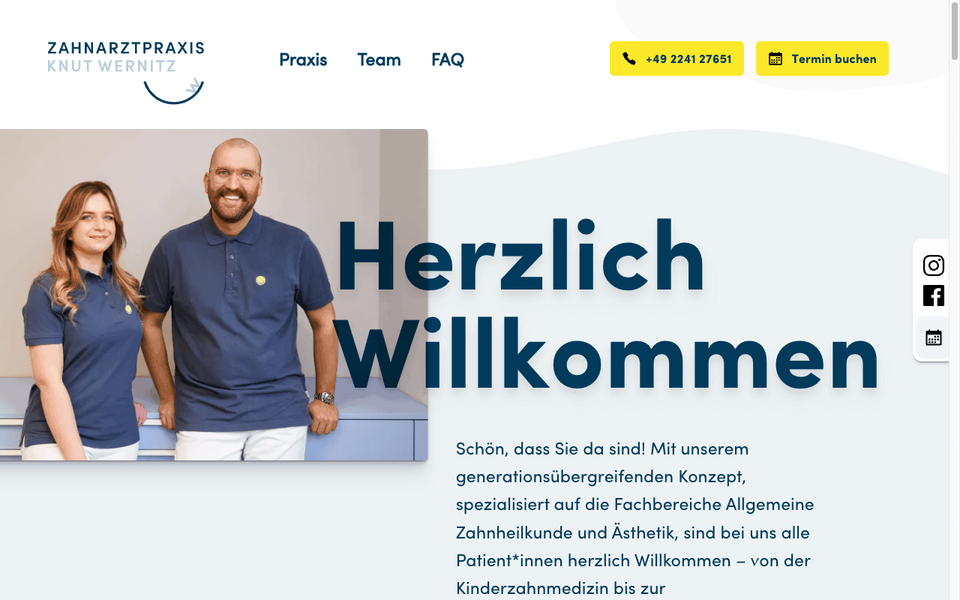 ZAHNARZTPRAXIS
KNUT WERNITZ
W
Praxis
Team
FAQ
+49 2241 27651
Termin buchen
Herzlich
Willkommen
Schön, dass Sie da sind! Mit unserem
generationsübergreifenden Konzept,
spezialisiert auf die Fachbereiche Allgemeine
Zahnheilkunde und Ästhetik, sind bei uns alle
Patient*innen herzlich Willkommen – von der
Kinderzahnmedizin bis zur